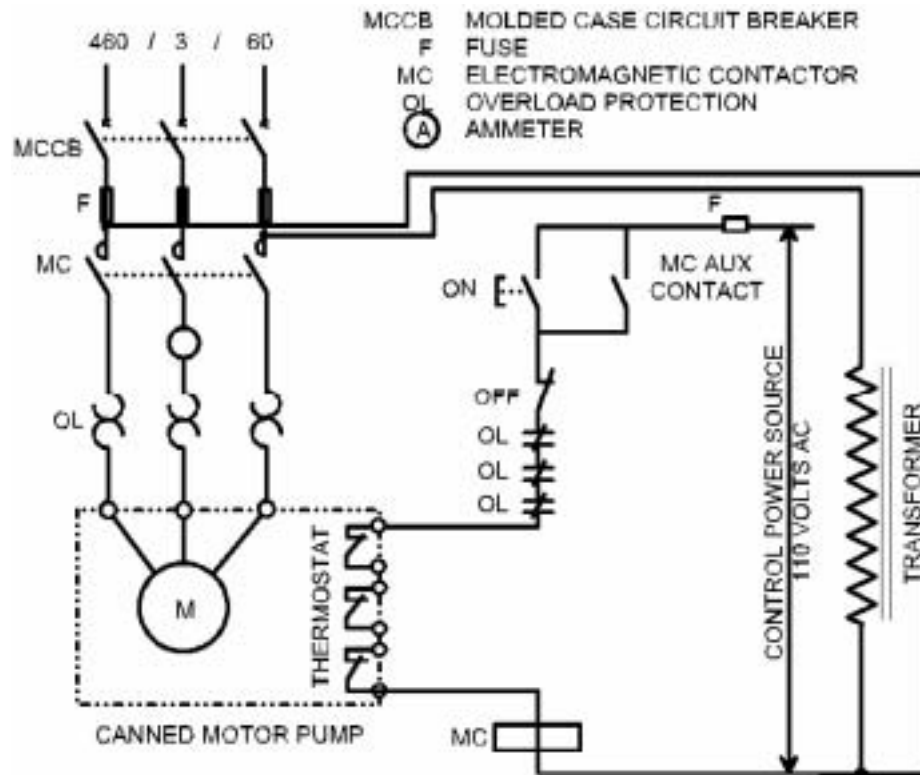 MCCB MOLDED CASE CIRCUIT BREAKER
F FUSE
MC ELECTROMAGNETIC CONTACTOR
OL OVERLOAD PROTECTION
A AMMETER
460 / 3 / 60
MCCB
F
MC
OL
M
THERMOSTAT
CANNED MOTOR PUMP
F
MC AUX
CONTACT
ON
OFF
OL
OL
OL
MC
CONTROL POWER SOURCE
110 VOLTS AC
TRANSFORMER